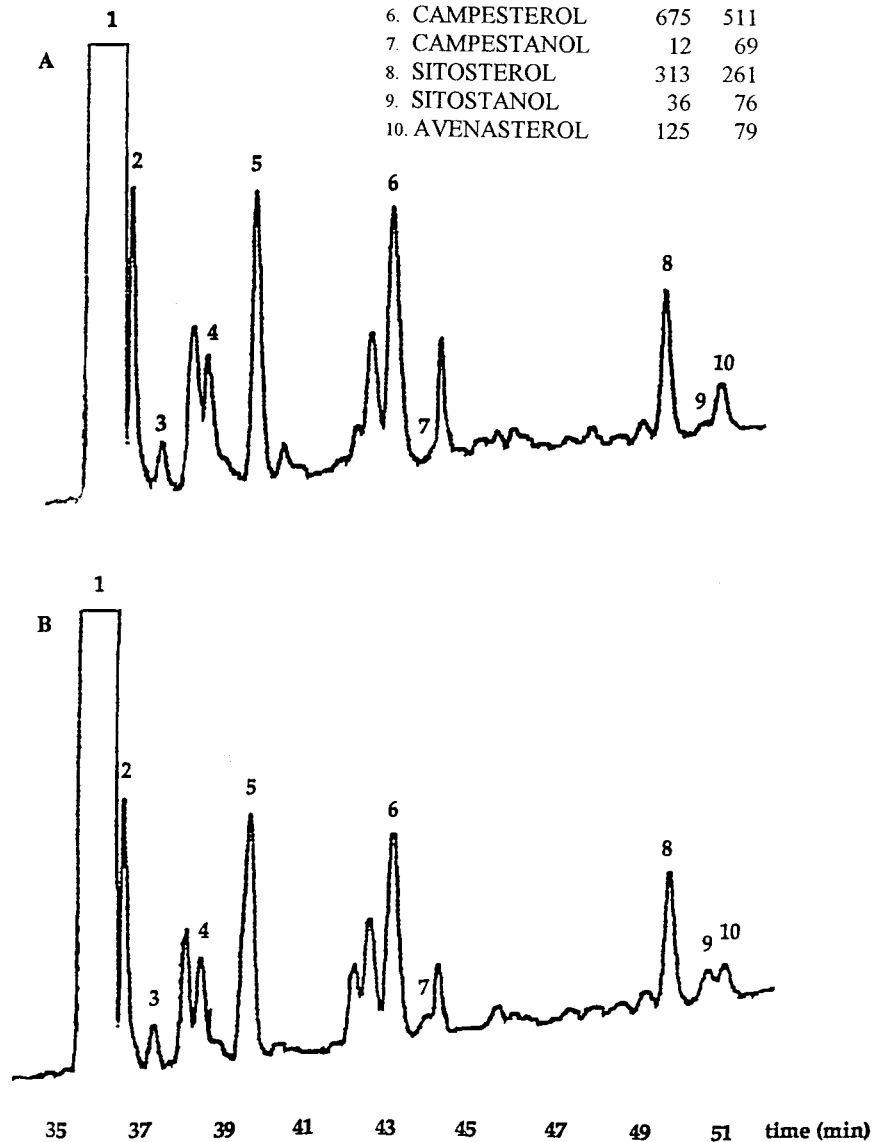 6. CAMPESTEROL 675 511
7. CAMPESTANOL 12 69
8. SITOSTEROL 313 261
9. SITOSTANOL 36 76
10. AVENASTEROL 125 79
1
A
2
5
6
8
4
10
3
7
9
1
B
2
5
6
8
4
9
10
3
7
35 37 39 41 43 45 47 49 51 time (min)